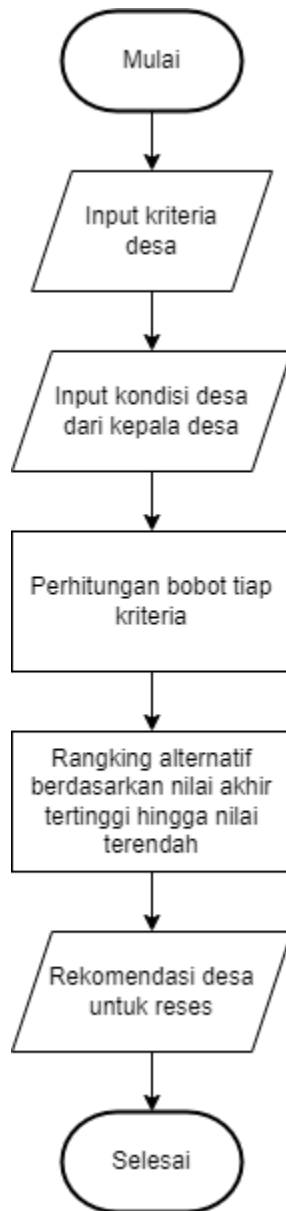 Mulai
Input kriteria
desa
Input kondisi desa
dari kepala desa
Perhitungan bobot tiap
kriteria
Rangking alternatif
berdasarkan nilai akhir
tertinggi hingga nilai
terendah
Rekomendasi desa
untuk reses
Selesai